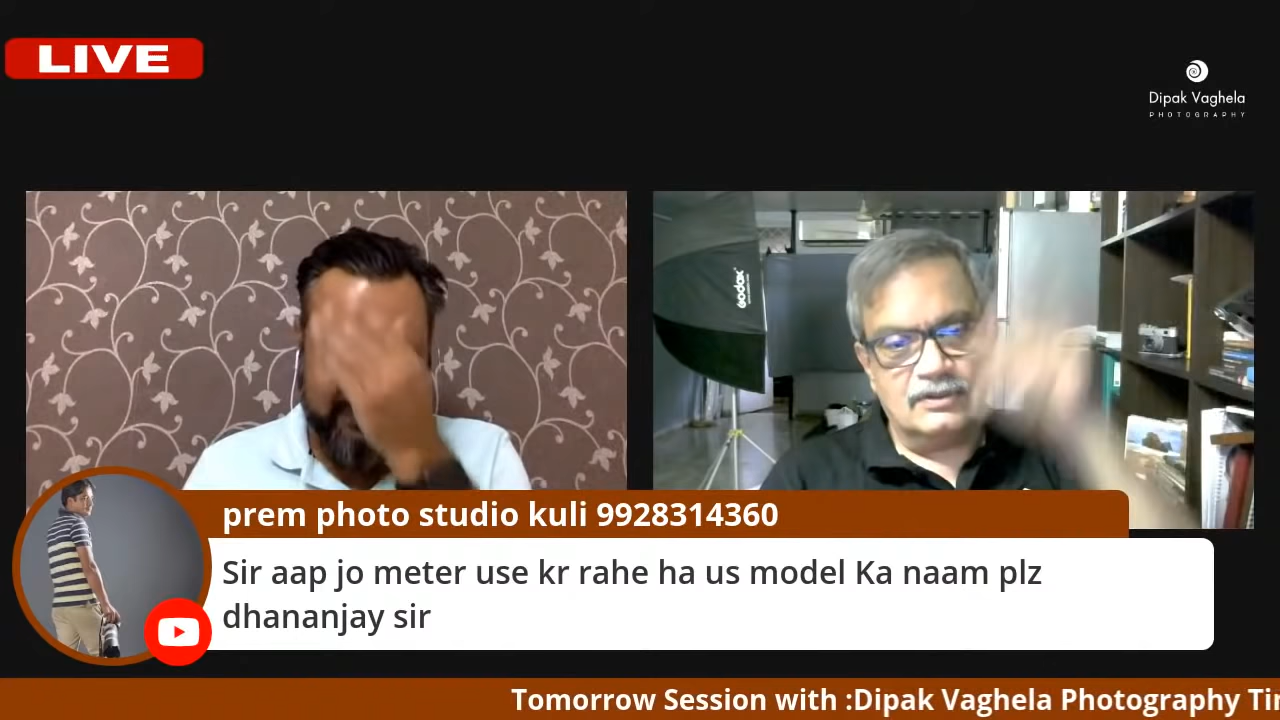 LIVE
Dipak Vaghela
PHOTOGRAPHY
Godox
prem photo studio kuli 9928314360
Sir aap jo meter use kr rahe ha us model Ka naam plz
dhananjay sir
Tomorrow Session with :Dipak Vaghela Photography